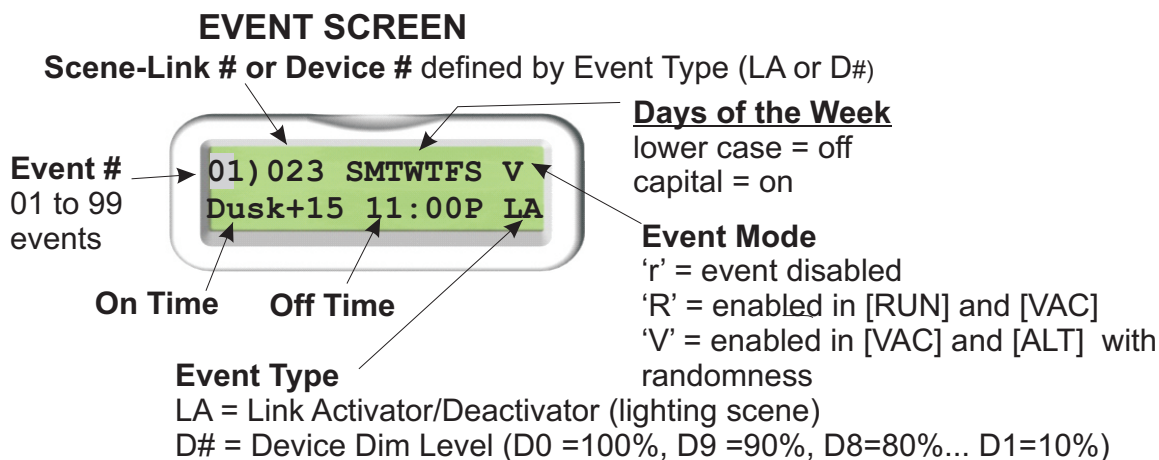 EVENT SCREEN
Scene-Link # or Device # defined by Event Type (LA or D#)
Days of the Week
lower case = off
capital = on
Event #
01 to 99
events
01)023 SMTWTFS V
Dusk+15 11:00P LA
On Time
Off Time
Event Mode
‘r’ = event disabled
‘R’ = enabled in [RUN] and [VAC]
‘V’ = enabled in [VAC] and [ALT] with
randomness
Event Type
LA = Link Activator/Deactivator (lighting scene)
D# = Device Dim Level (D0 =100%, D9 =90%, D8=80%... D1=10%)